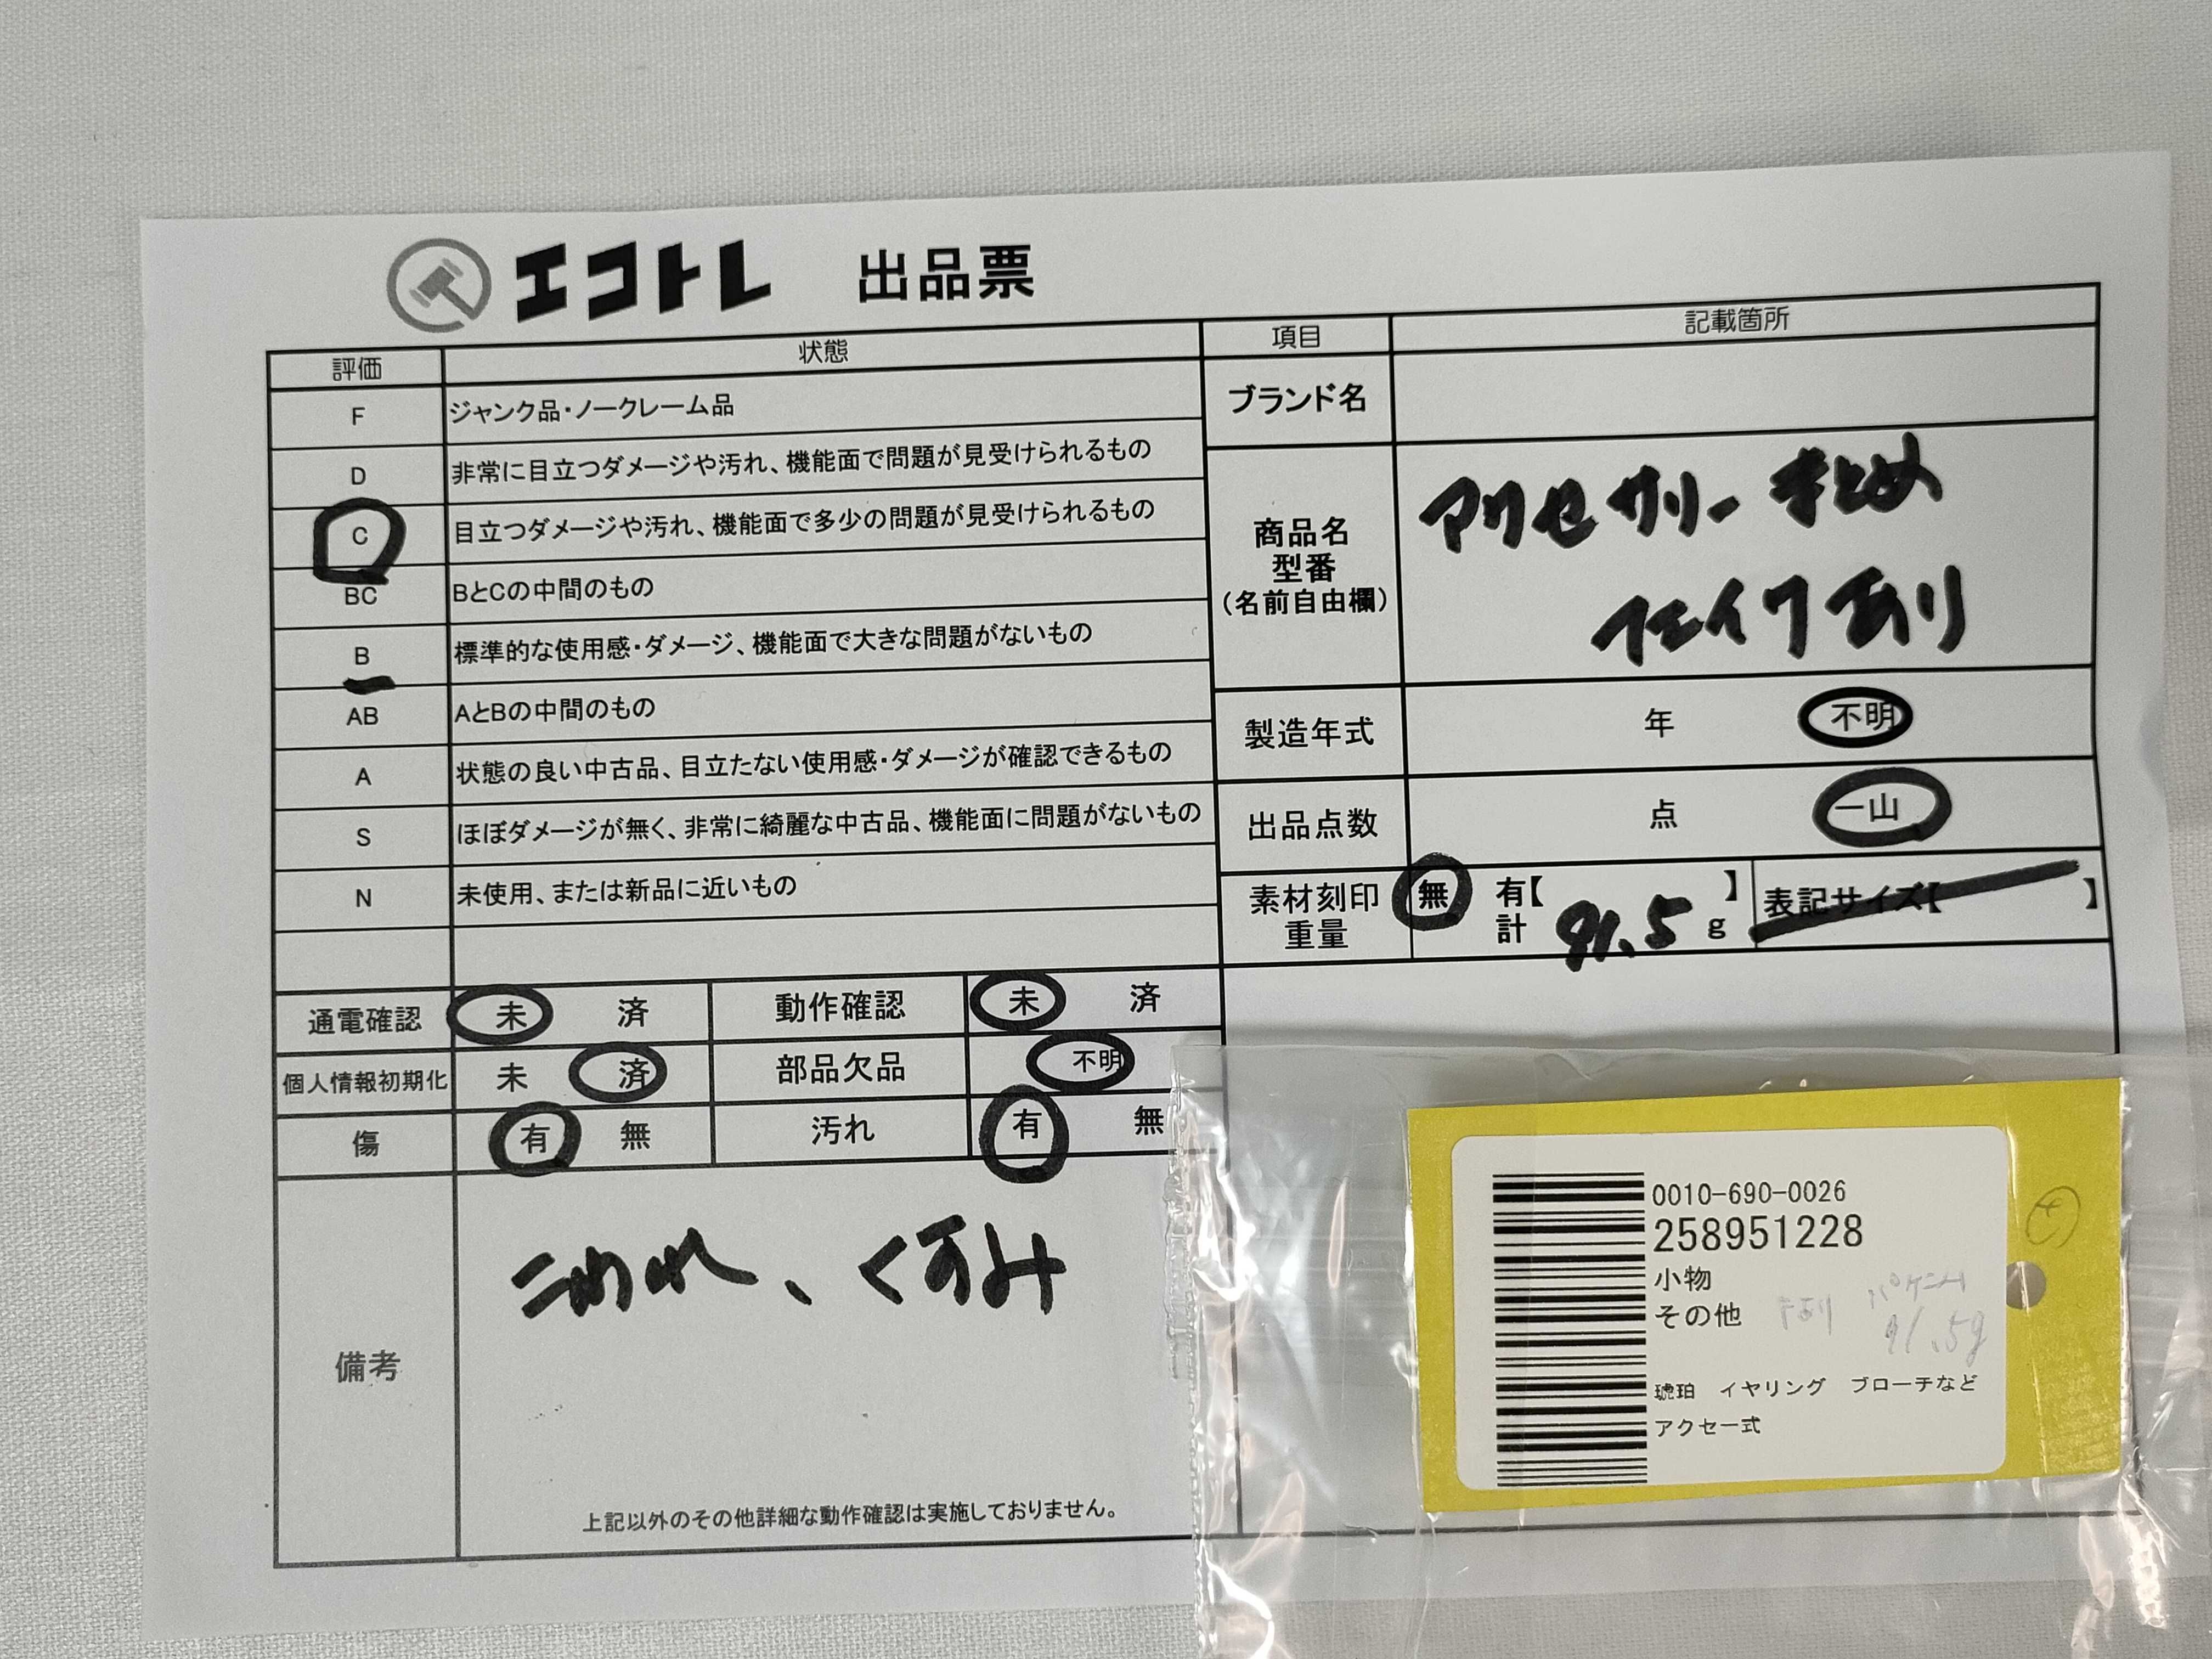 エコトレ 出品票
評価 状態
F ジャンク品・ノークレーム品
D 非常に目立つダメージや汚れ、機能面で問題が見受けられるもの
C 目立つダメージや汚れ、機能面で多少の問題が見受けられるもの
BC BとCの中間のもの
B 標準的な使用感・ダメージ、機能面で大きな問題がないもの
AB AとBの中間のもの
A 状態の良い中古品、目立たない使用感・ダメージが確認できるもの
S ほぼダメージが無く、非常に綺麗な中古品、機能面に問題がないもの
N 未使用、または新品に近いもの
項目 記載箇所
ブランド名
商品名
型番
(名前自由欄)
アクセサリーまとめ
フェイクあり
製造年式 年 不明
出品点数 点 一山
素材刻印 無 有【 】 表記サイズ【 】
重量 計 91.5 g
通電確認 未 済 動作確認 未 済
個人情報初期化 未 済 部品欠品 不明
傷 有 無 汚れ 有 無
備考
こわれ、くすみ
上記以外のその他詳細な動作確認は実施しておりません。
0010-690-0026
258951228
小物
その他
91.5g
琥珀 イヤリング ブローチなど
アクセ一式